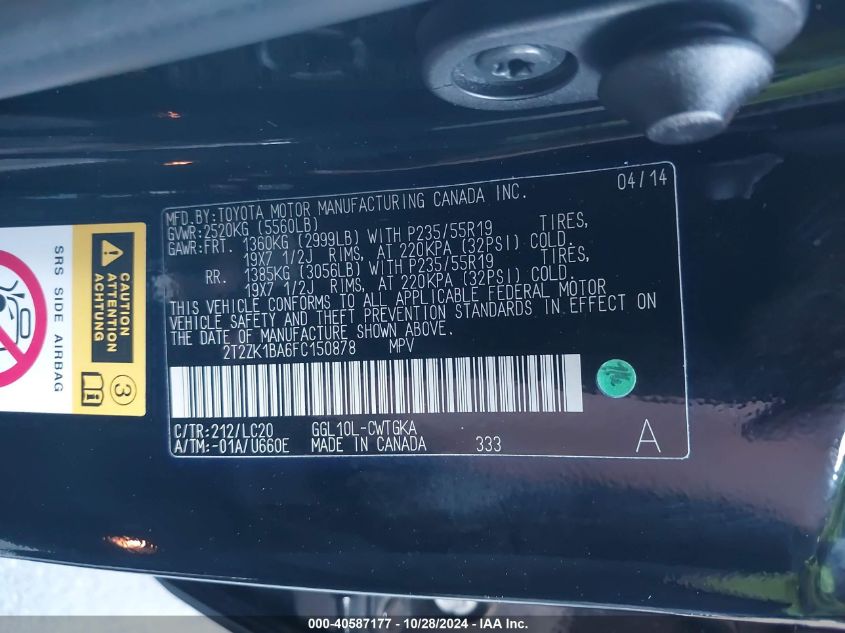 MFD.BY:TOYOTA MOTOR MANUFACTURING CANADA INC. 04/14
GVWR:2520KG (5560LB)
GAWR:FRT. 1360KG (2999LB) WITH P235/55R19 TIRES,
19X7 1/2J RIMS, AT 220KPA (32PSI) COLD.
RR. 1385KG (3056LB) WITH P235/55R19 TIRES,
19X7 1/2J RIMS, AT 220KPA (32PSI) COLD.
THIS VEHICLE CONFORMS TO ALL APPLICABLE FEDERAL MOTOR
VEHICLE SAFETY AND THEFT PREVENTION STANDARDS IN EFFECT ON
THE DATE OF MANUFACTURE SHOWN ABOVE.
2T2ZK1BA6FC150878 MPV
C/TR:212/LC20 GGL10L-CWTGKA
A/TM:-01A/U660E MADE IN CANADA 333 A
SRS SIDE AIRBAG
CAUTION
ATTENTION
ACHTUNG
3
000-40587177 - 10/28/2024 - IAA Inc.